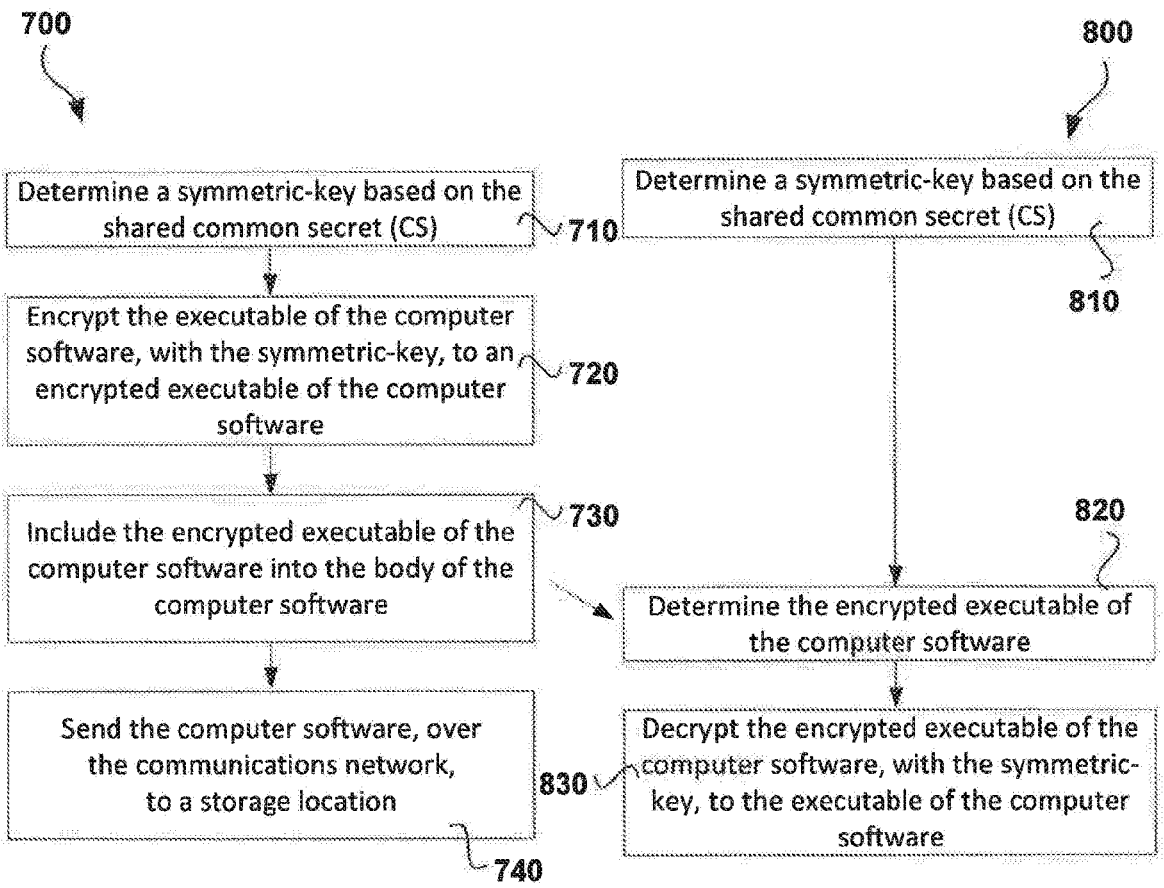 700
Determine a symmetric-key based on the
shared common secret (CS)
710
Encrypt the executable of the computer
software, with the symmetric-key, to an
encrypted executable of the computer
software
720
730
Include the encrypted executable of the
computer software into the body of the
computer software
Send the computer software, over
the communications network,
to a storage location
740
800
Determine a symmetric-key based on the
shared common secret (CS)
810
820
Determine the encrypted executable of
the computer software
Decrypt the encrypted executable of the
computer software, with the symmetric-
key, to the executable of the computer
software
830